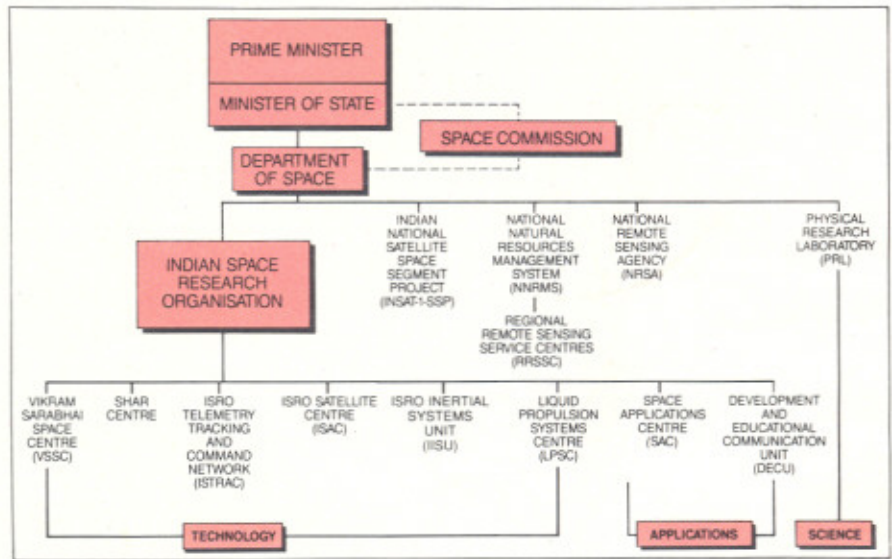 PRIME MINISTER
MINISTER OF STATE
SPACE COMMISSION
DEPARTMENT
OF SPACE
INDIAN SPACE
RESEARCH
ORGANISATION
INDIAN
NATIONAL
SATELLITE
SPACE
SEGMENT
PROJECT
(INSAT-1-SSP)
NATIONAL
NATURAL
RESOURCES
MANAGEMENT
SYSTEM
(NNRMS)
REGIONAL
REMOTE SENSING
SERVICE CENTRES
(RRSSC)
NATIONAL
REMOTE
SENSING
AGENCY
(NRSA)
PHYSICAL
RESEARCH
LABORATORY
(PRL)
VIKRAM
SARABHAI
SPACE
CENTRE
(VSSC)
SHAR
CENTRE
ISRO
TELEMETRY
TRACKING
AND
COMMAND
NETWORK
(ISTRAC)
ISRO SATELLITE
CENTRE
(ISAC)
ISRO INERTIAL
SYSTEMS
UNIT
(IISU)
LIQUID
PROPULSION
SYSTEMS
CENTRE
(LPSC)
SPACE
APPLICATIONS
CENTRE
(SAC)
DEVELOPMENT
AND
EDUCATIONAL
COMMUNICATION
UNIT
(DECU)
TECHNOLOGY
APPLICATIONS
SCIENCE